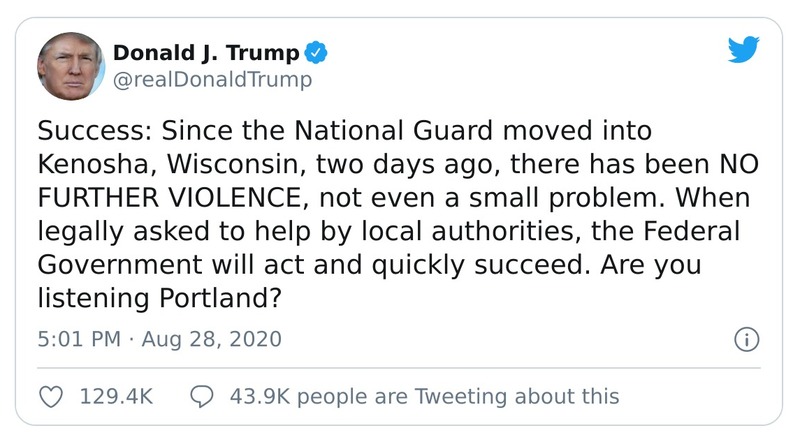 Donald J. Trump
@realDonaldTrump
Success: Since the National Guard moved into
Kenosha, Wisconsin, two days ago, there has been NO
FURTHER VIOLENCE, not even a small problem. When
legally asked to help by local authorities, the Federal
Government will act and quickly succeed. Are you
listening Portland?
5:01 PM · Aug 28, 2020
129.4K 43.9K people are Tweeting about this